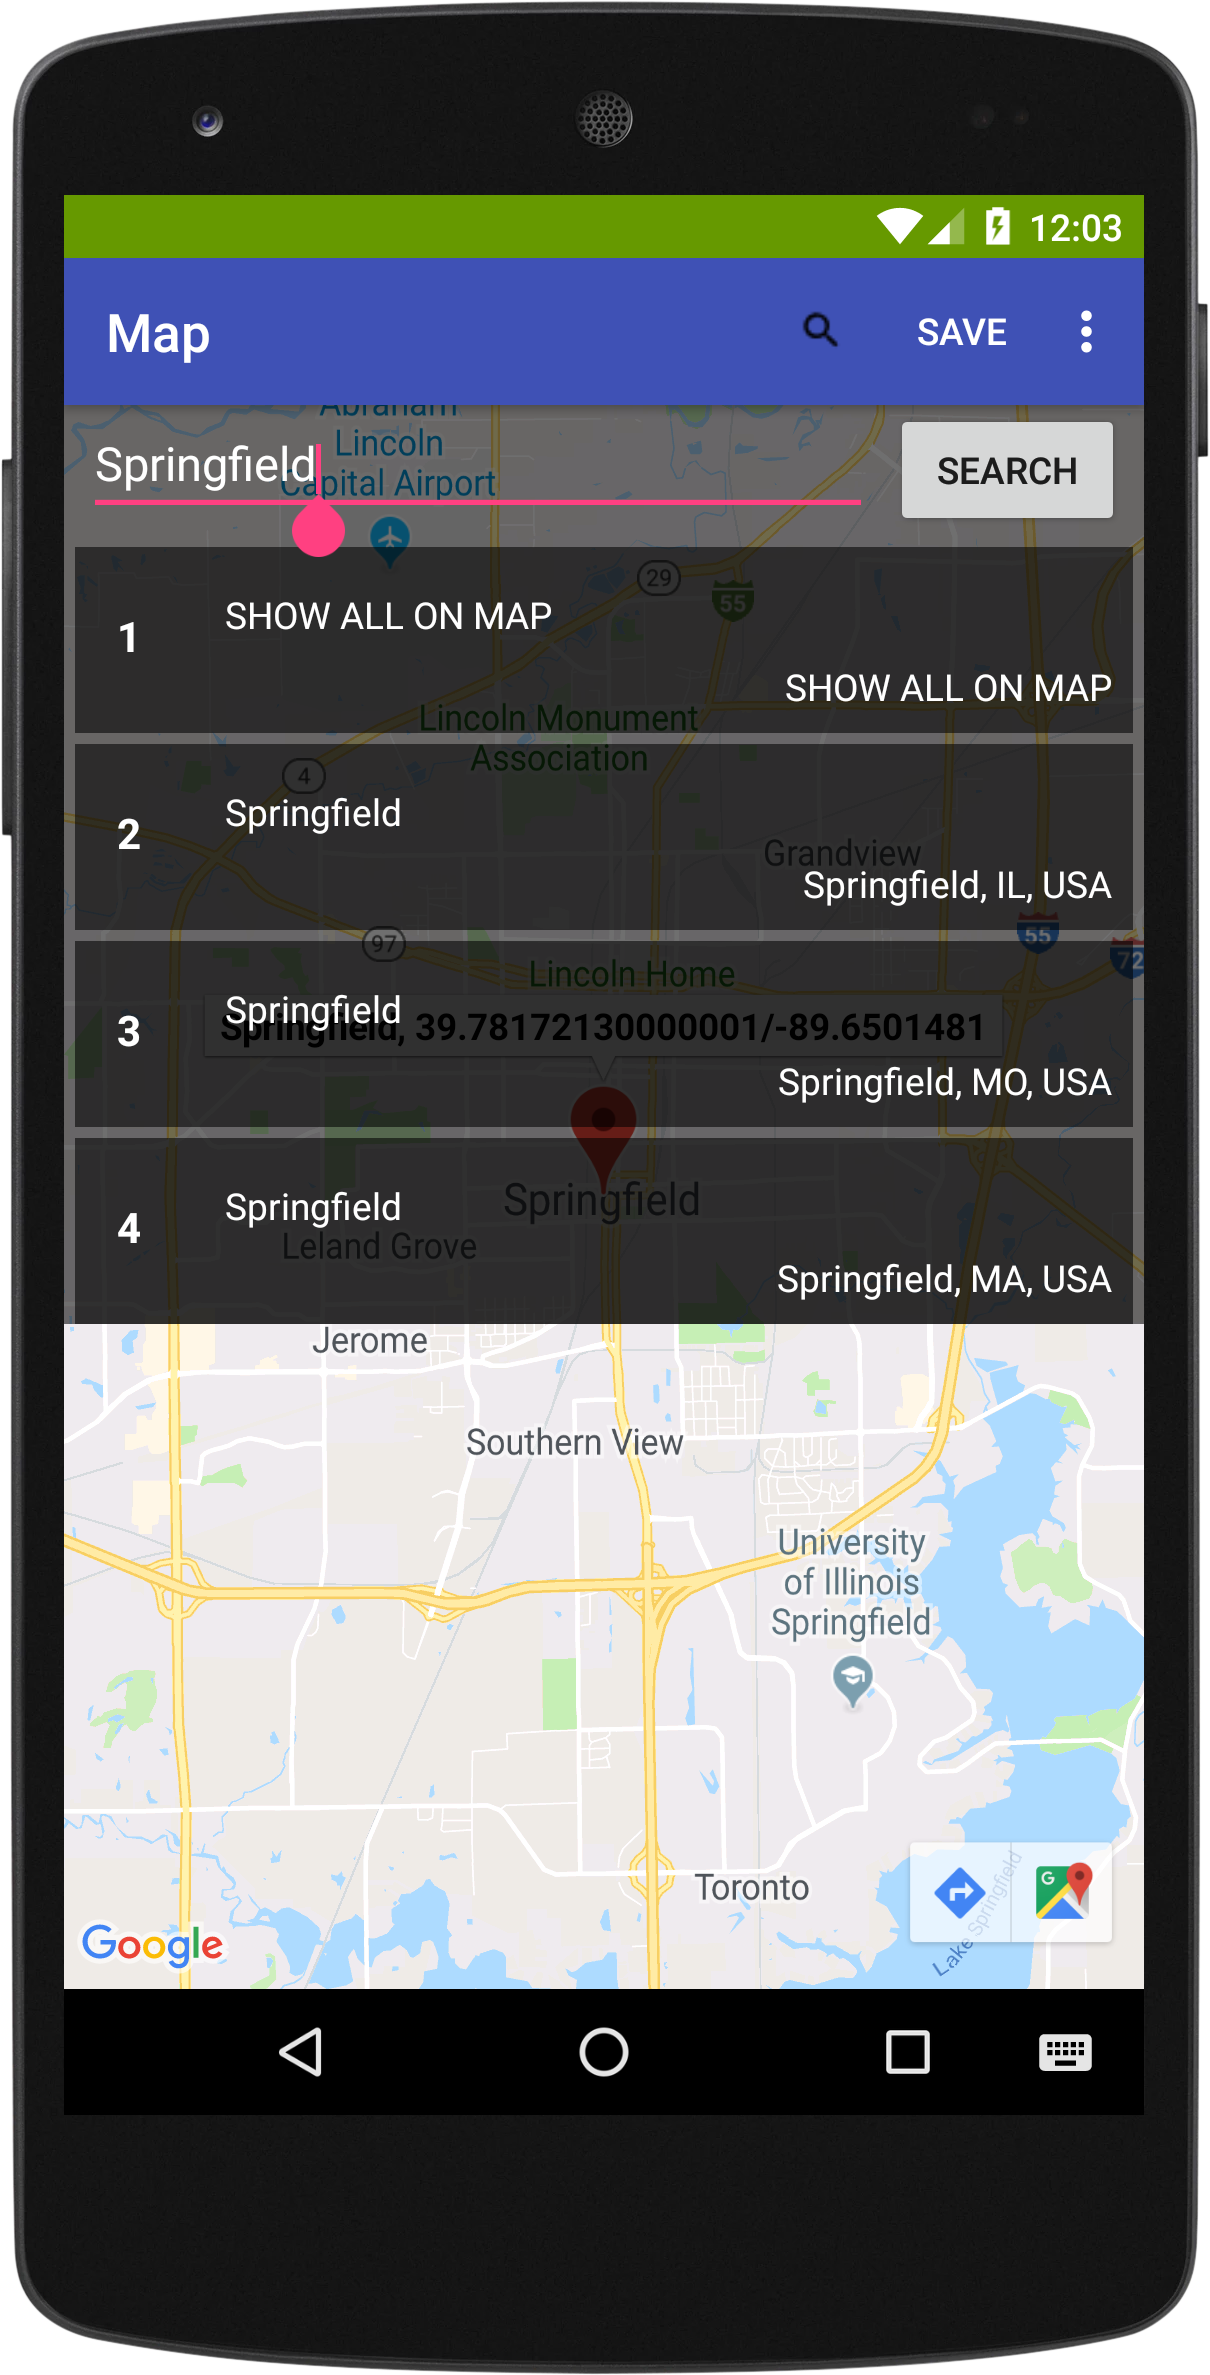 12:03
Map
SAVE
Abraham
Lincoln
Capital Airport
Springfield
SEARCH
29
55
1
SHOW ALL ON MAP
SHOW ALL ON MAP
Lincoln Monument
Association
4
2
Springfield
Grandview
Springfield, IL, USA
97
55
72
Lincoln Home
3
Springfield
Springfield, 39.78172130000001/-89.6501481
Springfield, MO, USA
4
Springfield
Springfield
Leland Grove
Springfield, MA, USA
Jerome
Southern View
University
of Illinois
Springfield
Toronto
Lake Springfield
G
Google